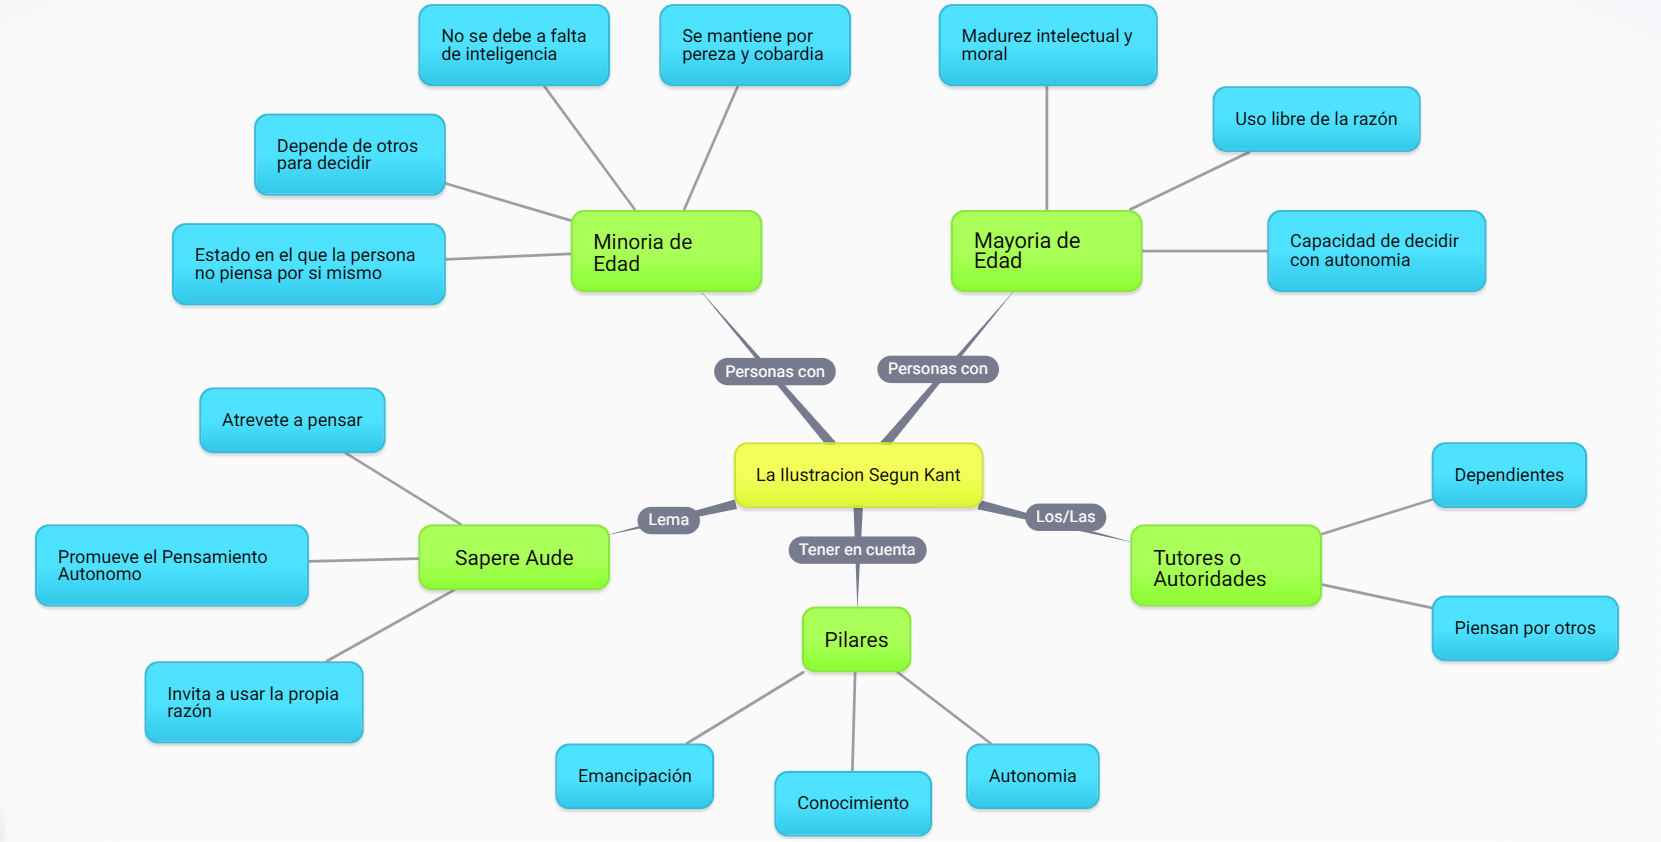 No se debe a falta
de inteligencia
Se mantiene por
pereza y cobardia
Madurez intelectual y
moral
Uso libre de la razón
Depende de otros
para decidir
Estado en el que la persona
no piensa por si mismo
Minoria de
Edad
Mayoria de
Edad
Capacidad de decidir
con autonomia
Personas con
Personas con
Atrevete a pensar
La Ilustracion Segun Kant
Dependientes
Lema
Los/Las
Tener en cuenta
Promueve el Pensamiento
Autonomo
Sapere Aude
Tutores o
Autoridades
Pilares
Piensan por otros
Invita a usar la propia
razón
Emancipación
Conocimiento
Autonomia